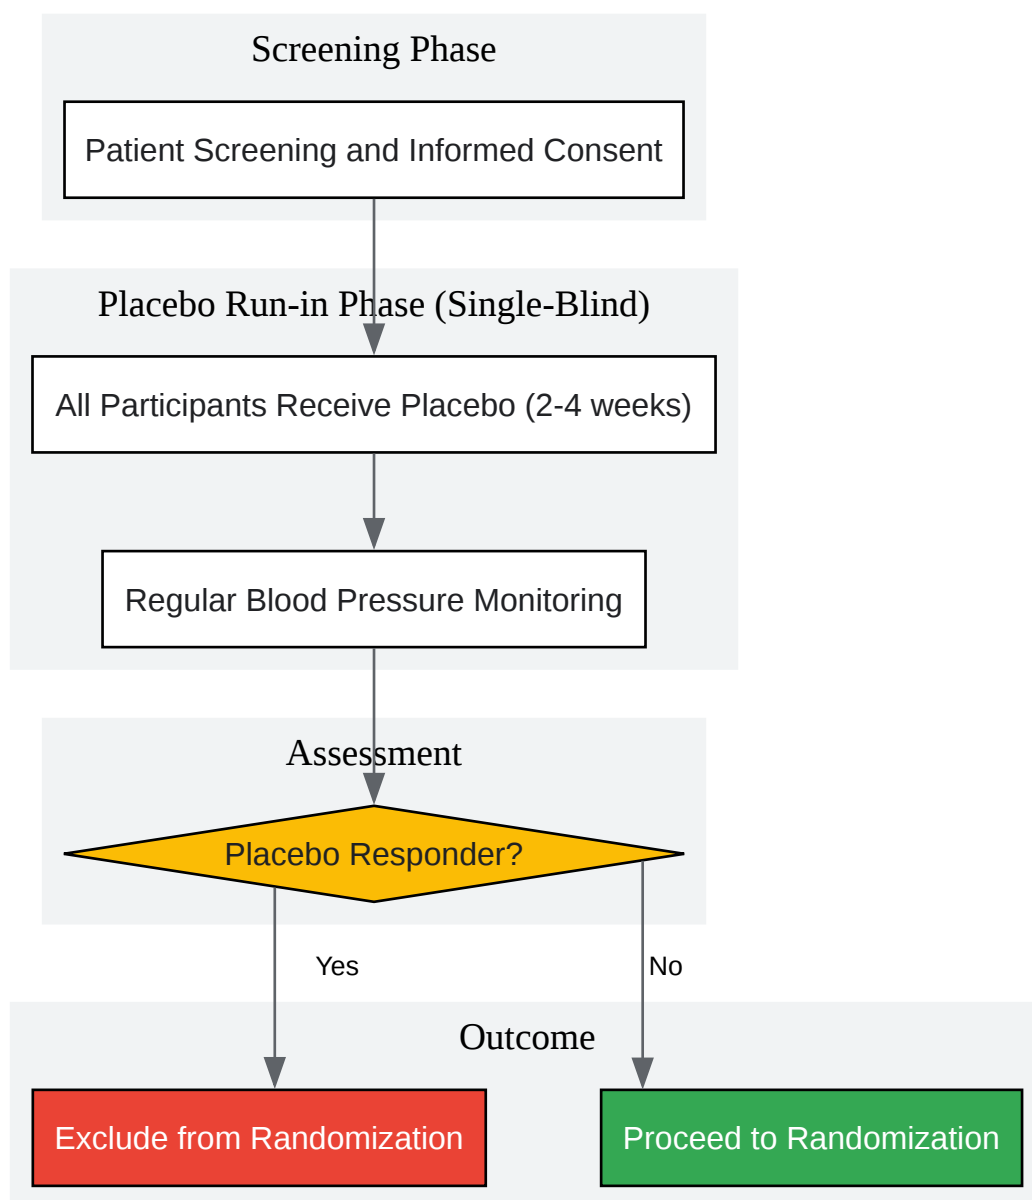 Screening Phase
Patient Screening and Informed Consent
Placebo Run-in Phase (Single-Blind)
All Participants Receive Placebo (2-4 weeks)
Regular Blood Pressure Monitoring
Assessment
Placebo Responder?
Yes
No
Outcome
Exclude from Randomization
Proceed to Randomization